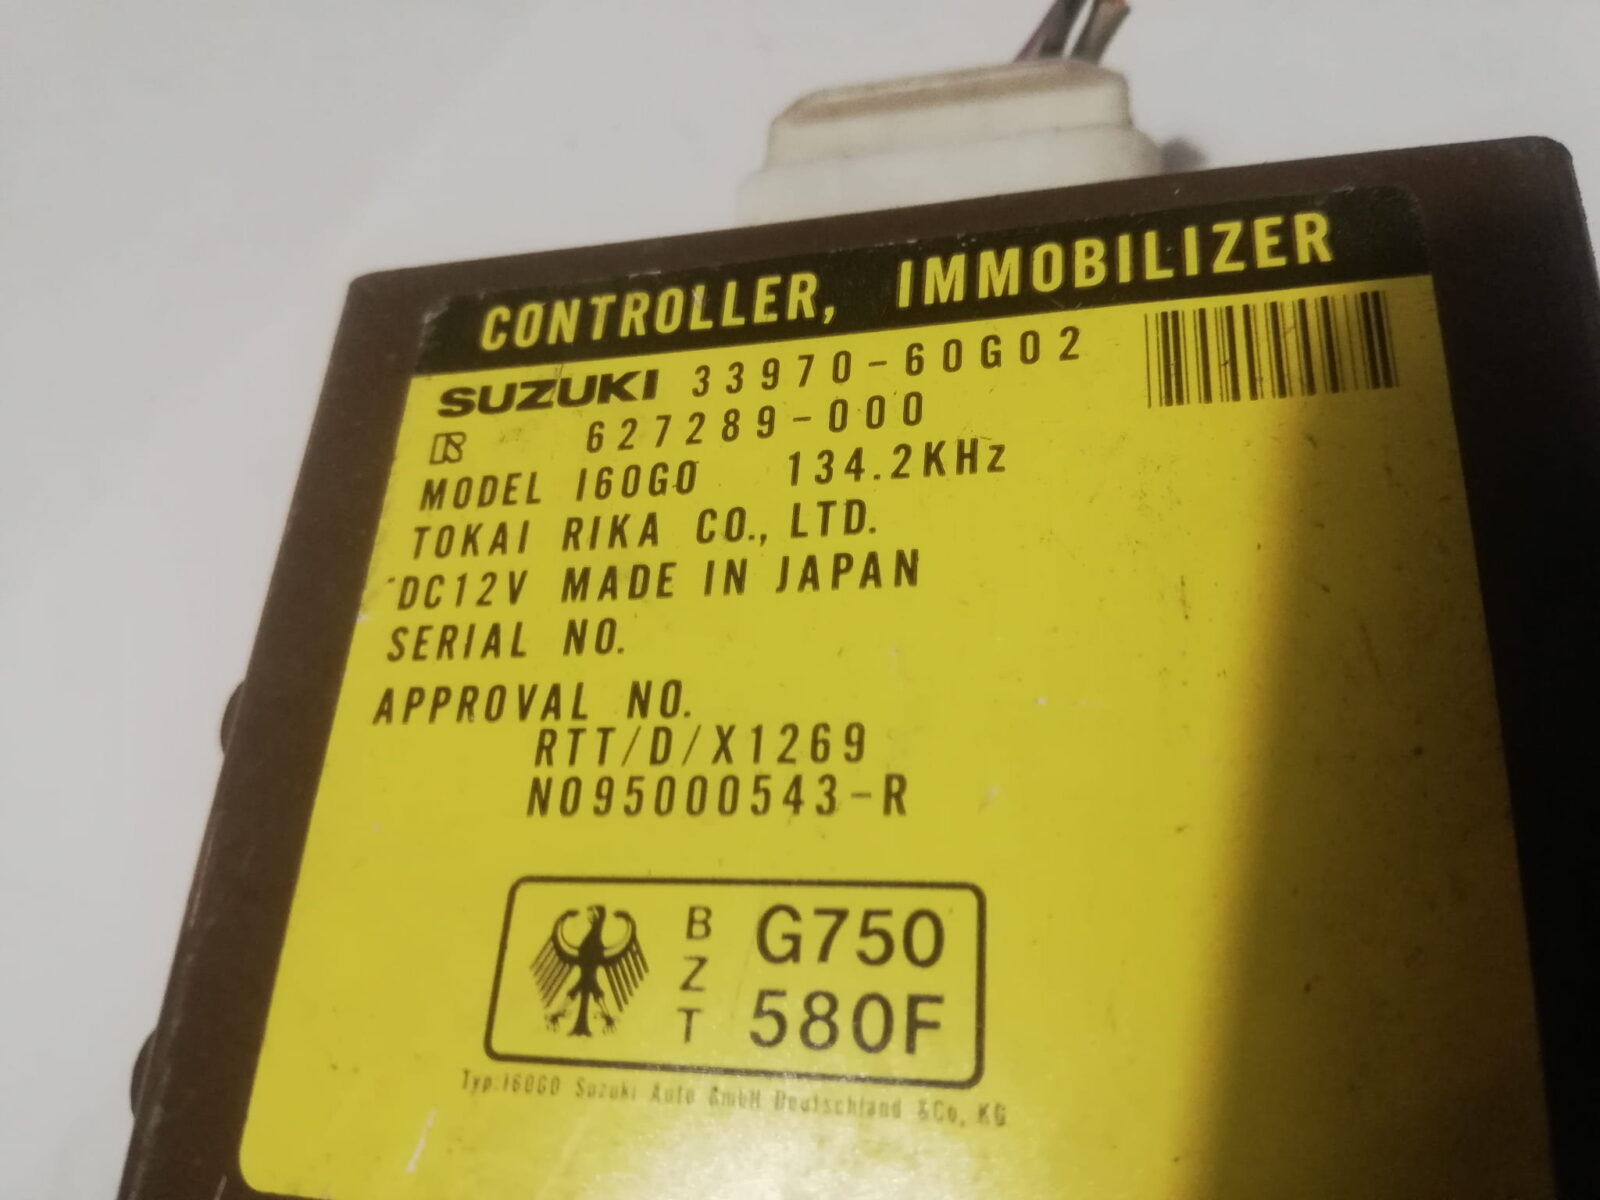 CONTROLLER, IMMOBILIZER
SUZUKI 33970-60G02
627289-000
MODEL I60G0 134.2KHz
TOKAI RIKA CO., LTD.
DC12V MADE IN JAPAN
SERIAL NO.
APPROVAL NO.
RTT/D/X1269
N095000543-R
BZT
G750
580F
Typ:I60G0 Suzuki Auto GmbH Deutschland &Co, KG